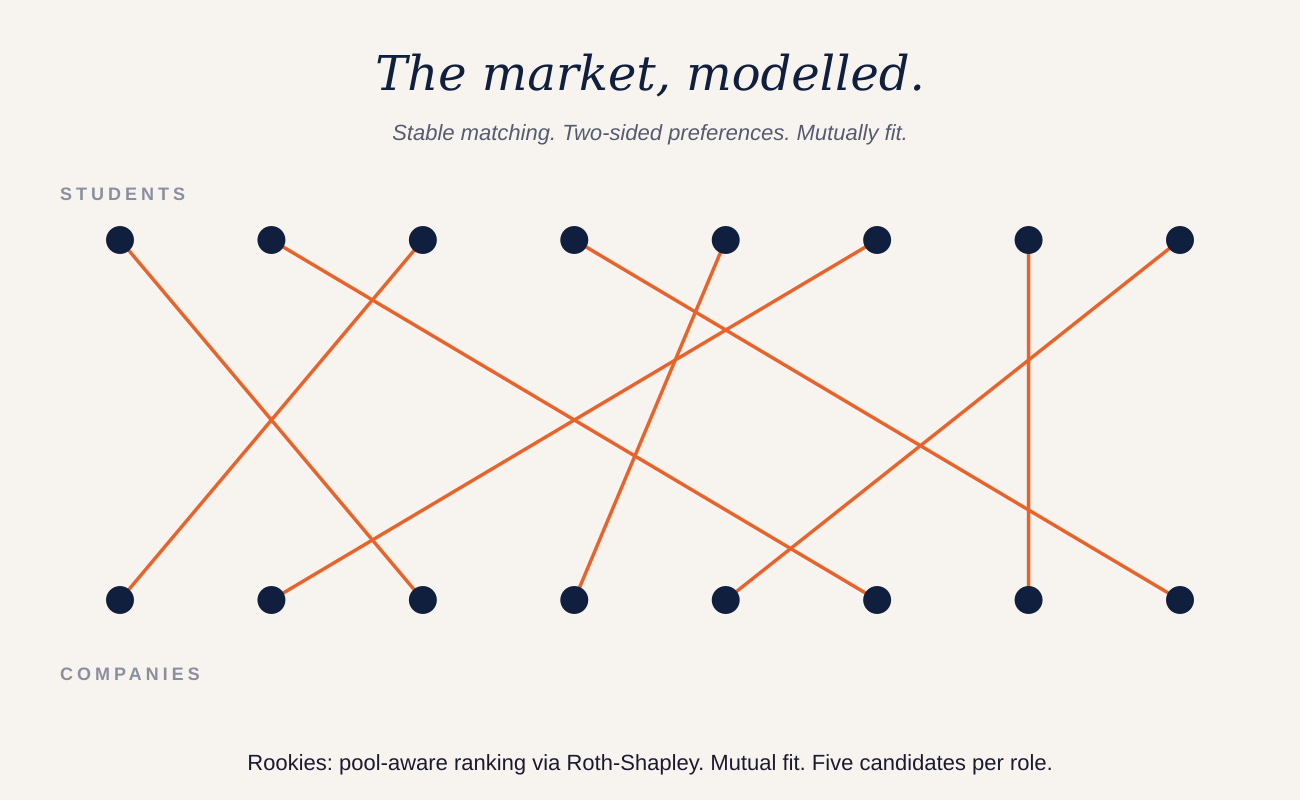 The market, modelled.
Stable matching. Two-sided preferences. Mutually fit.
STUDENTS
COMPANIES
Rookies: pool-aware ranking via Roth-Shapley. Mutual fit. Five candidates per role.